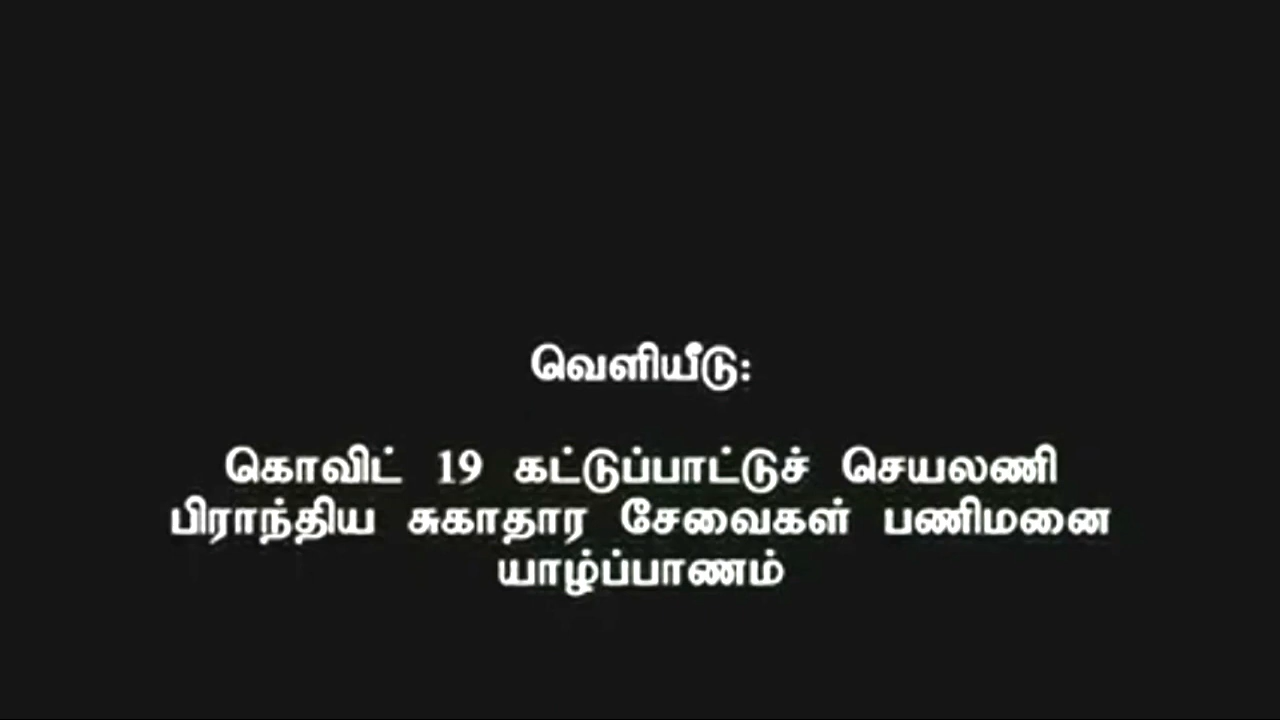 வெளியீடு:
கொவிட் 19 கட்டுப்பாட்டுச் செயலணி
பிராந்திய சுகாதார சேவைகள் பணிமனை
யாழ்ப்பாணம்